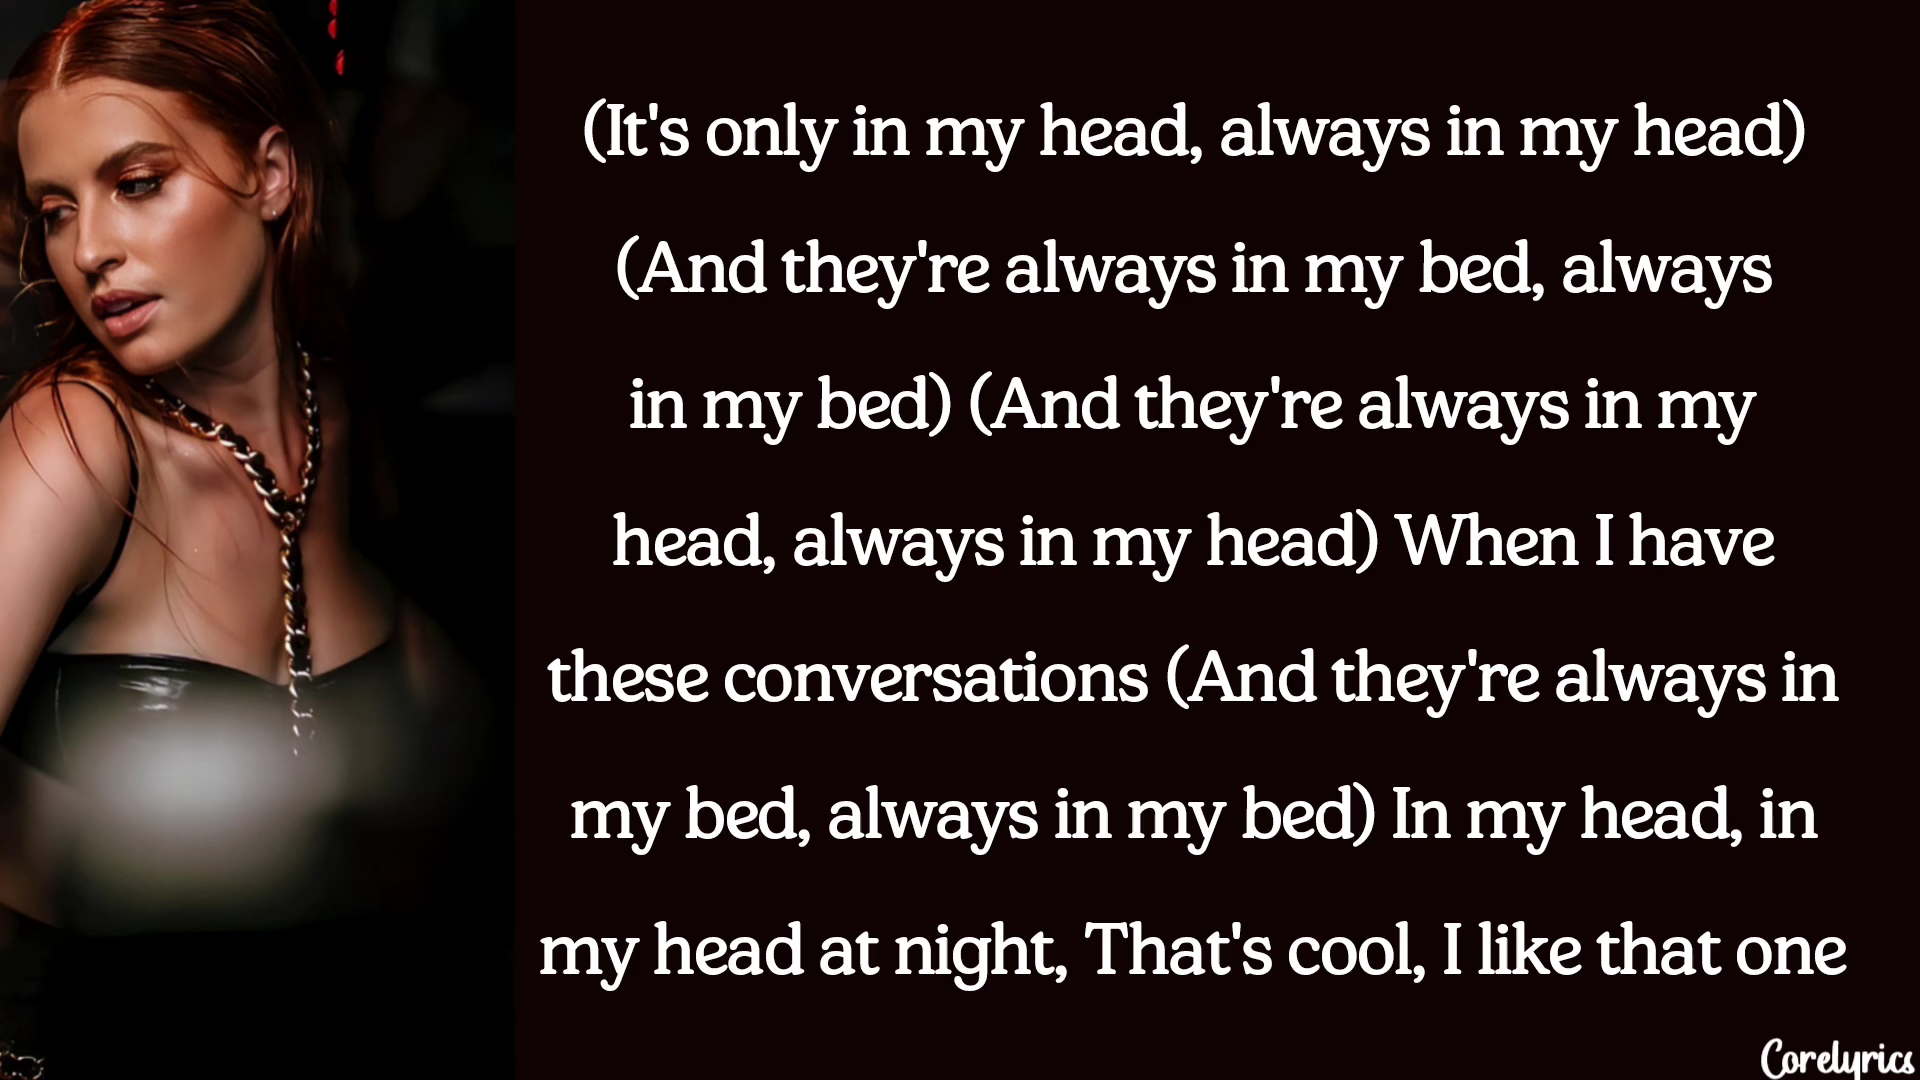 (It's only in my head, always in my head)
(And they're always in my bed, always
in my bed) (And they're always in my
head, always in my head) When I have
these conversations (And they're always in
my bed, always in my bed) In my head, in
my head at night, That's cool, I like that one
Corelyrics